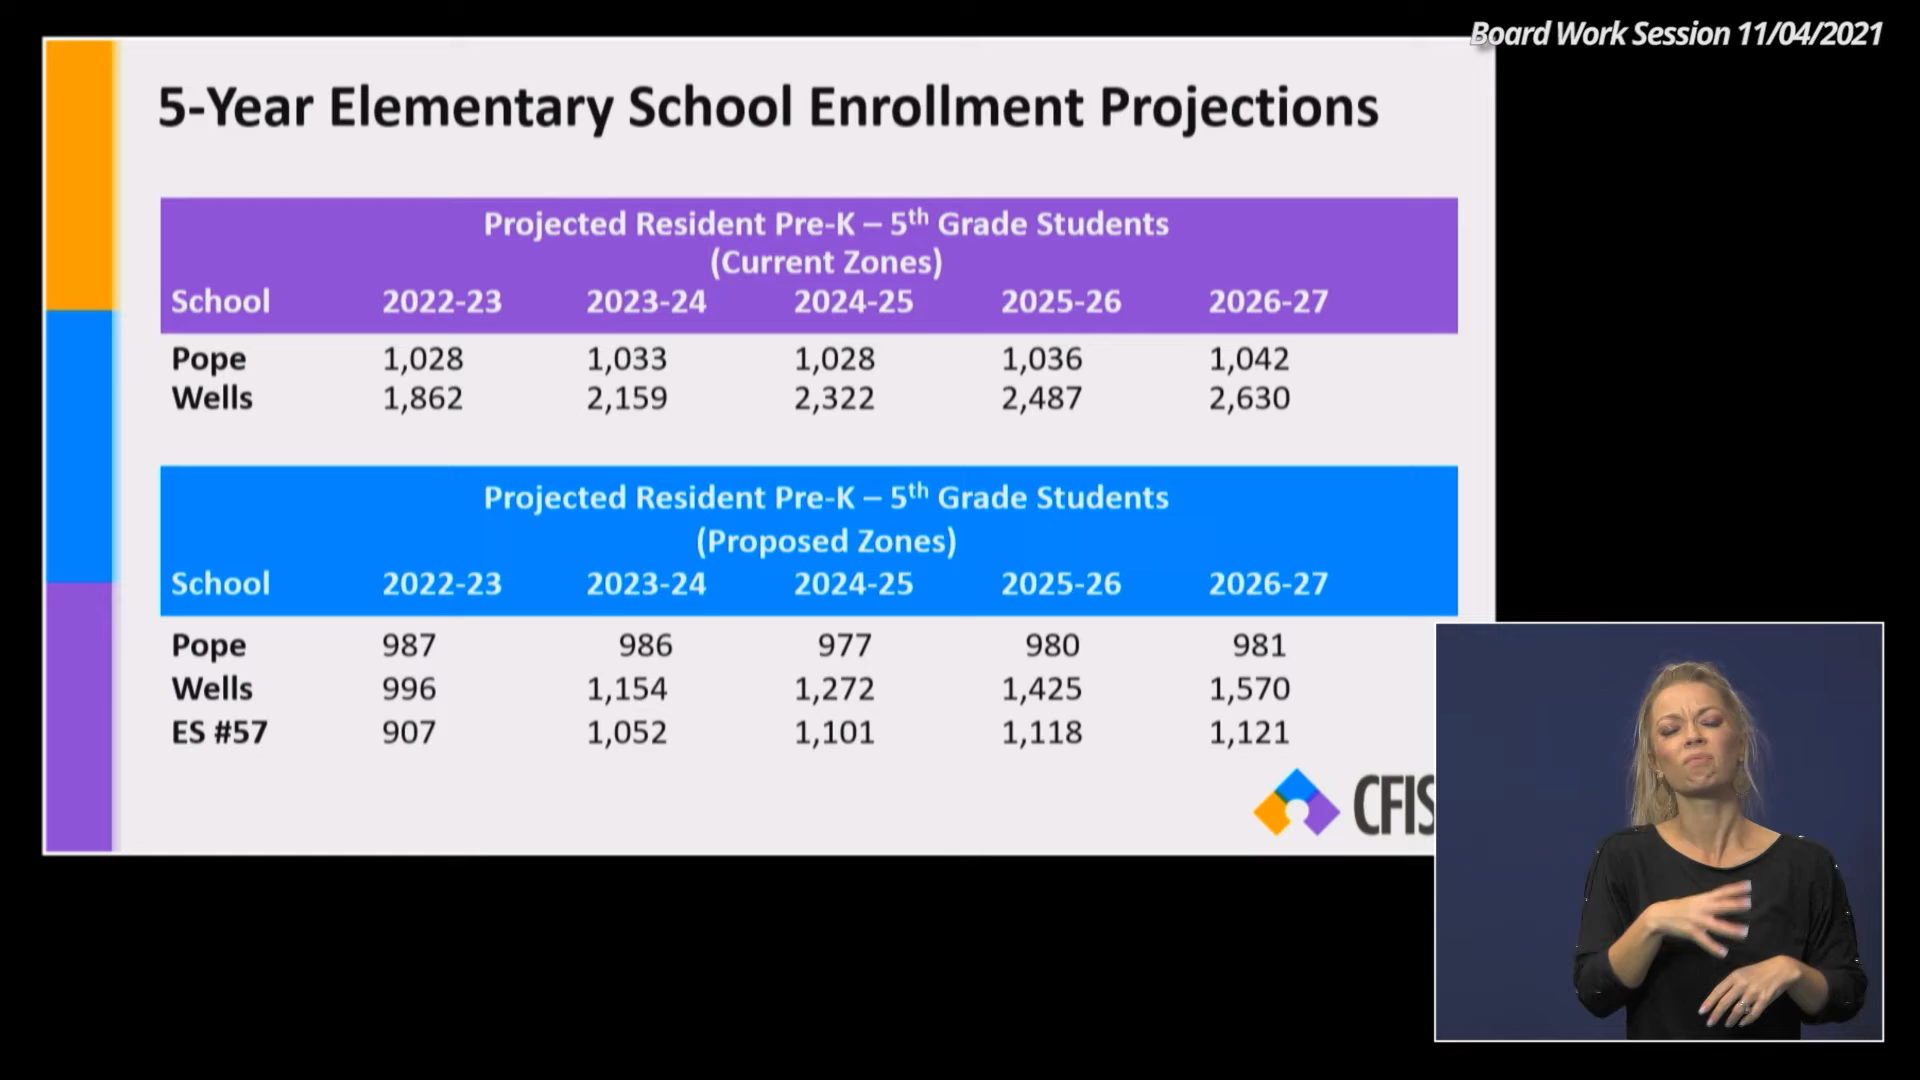 Board Work Session 11/04/2021
5-Year Elementary School Enrollment Projections
Projected Resident Pre-K – 5th Grade Students
(Current Zones)
School 2022-23 2023-24 2024-25 2025-26 2026-27
Pope 1,028 1,033 1,028 1,036 1,042
Wells 1,862 2,159 2,322 2,487 2,630
Projected Resident Pre-K – 5th Grade Students
(Proposed Zones)
School 2022-23 2023-24 2024-25 2025-26 2026-27
Pope 987 986 977 980 981
Wells 996 1,154 1,272 1,425 1,570
ES #57 907 1,052 1,101 1,118 1,121
CFIS